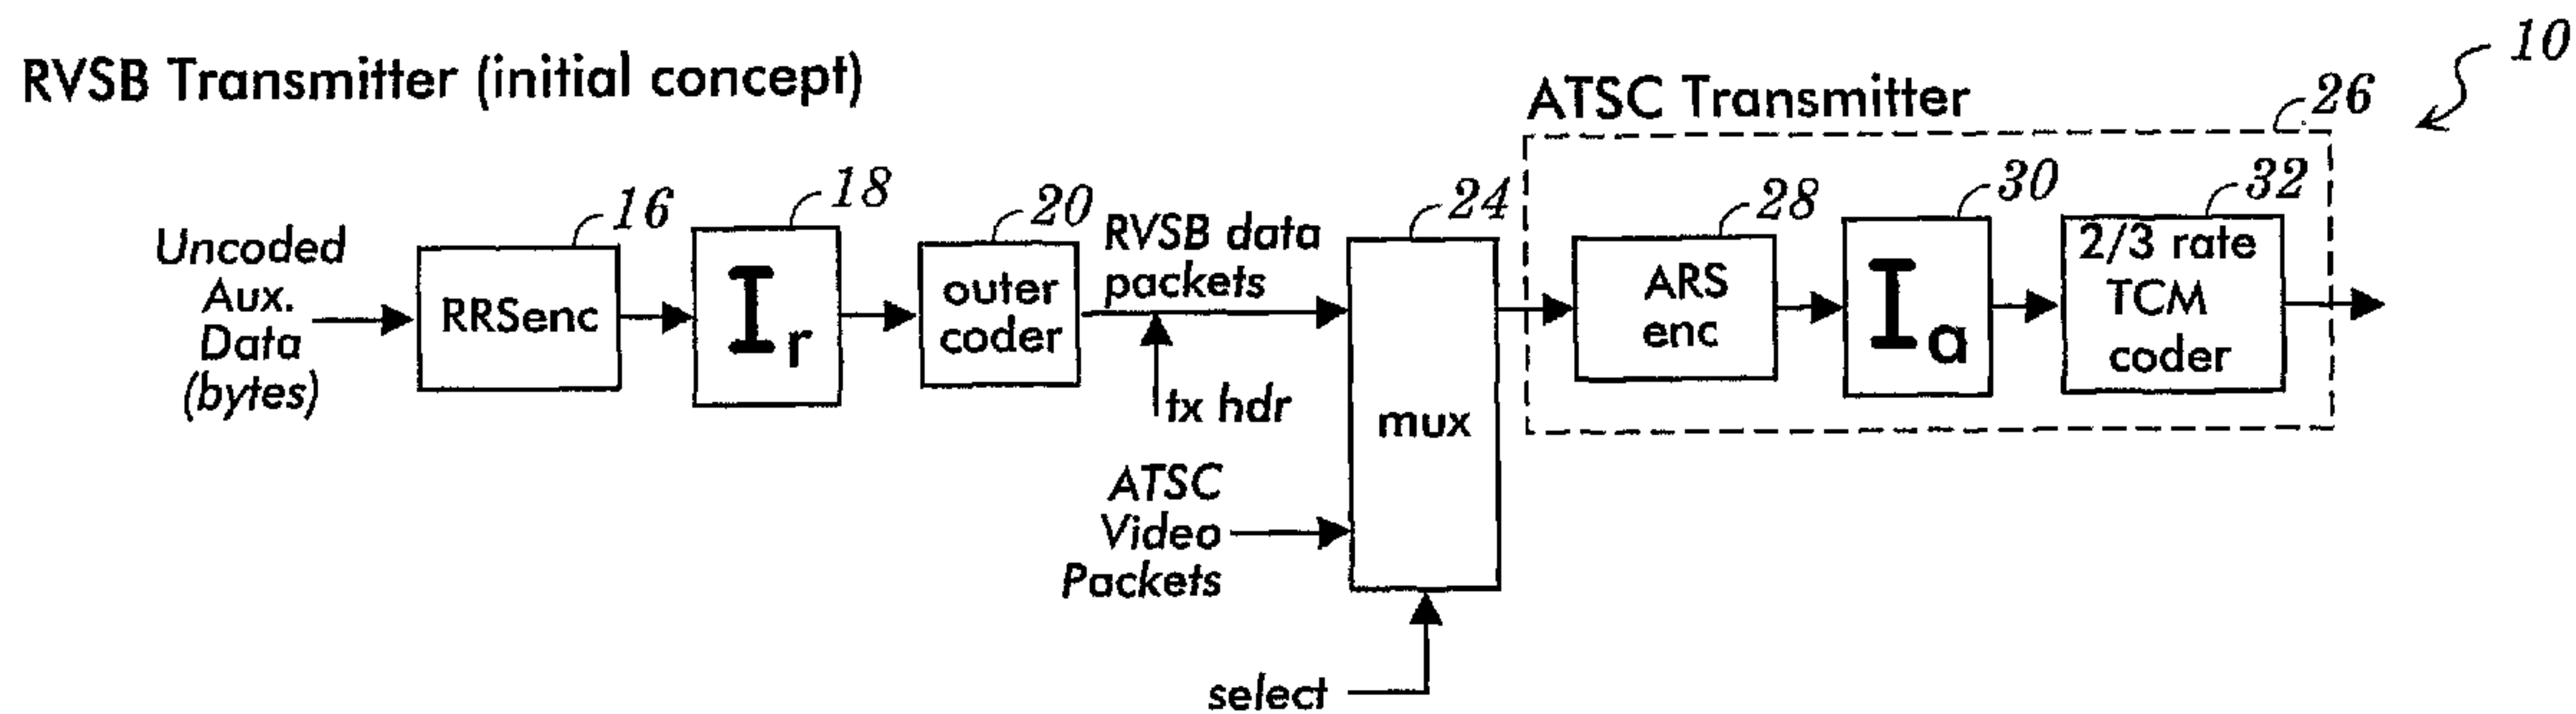 RVSB Transmitter (initial concept)
10
ATSC Transmitter
26
Uncoded
Aux.
Data
(bytes)
16
RRSenc
18
Ir
20
outer
coder
RVSB data
packets
tx hdr
ATSC
Video
Packets
24
mux
select
28
ARS
enc
30
Ia
32
2/3 rate
TCM
coder